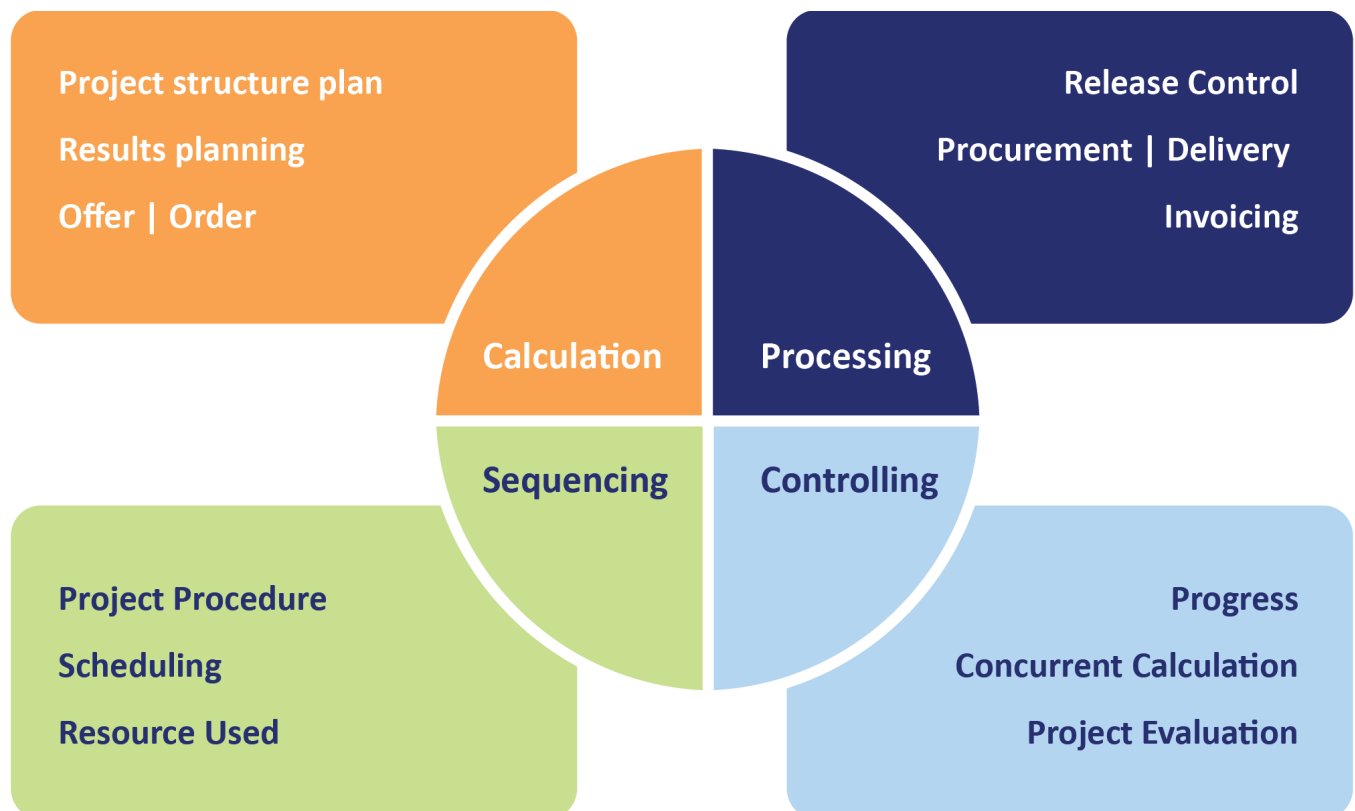 Project structure plan
Results planning
Offer | Order
Release Control
Procurement | Delivery
Invoicing
Calculation
Processing
Sequencing
Controlling
Project Procedure
Scheduling
Resource Used
Progress
Concurrent Calculation
Project Evaluation